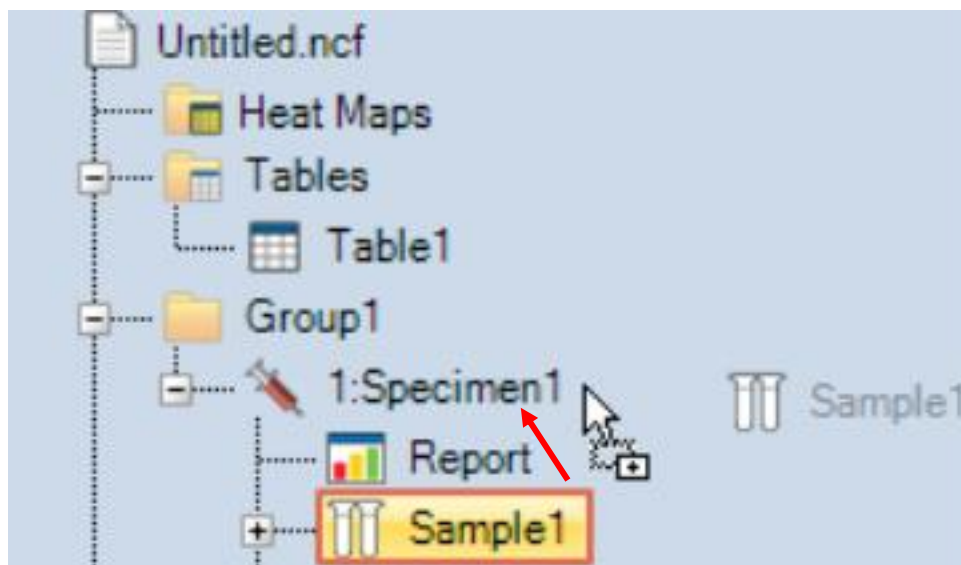 Untitled.ncf
Heat Maps
Tables
Table1
Group1
1:Specimen1
Sample1
Report
Sample1